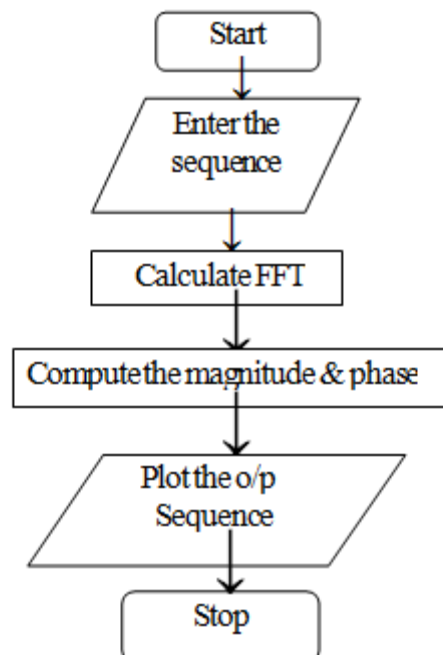 Start
Enter the
sequence
Calculate FFT
Compute the magnitude & phase
Plot the o/p
Sequence
Stop